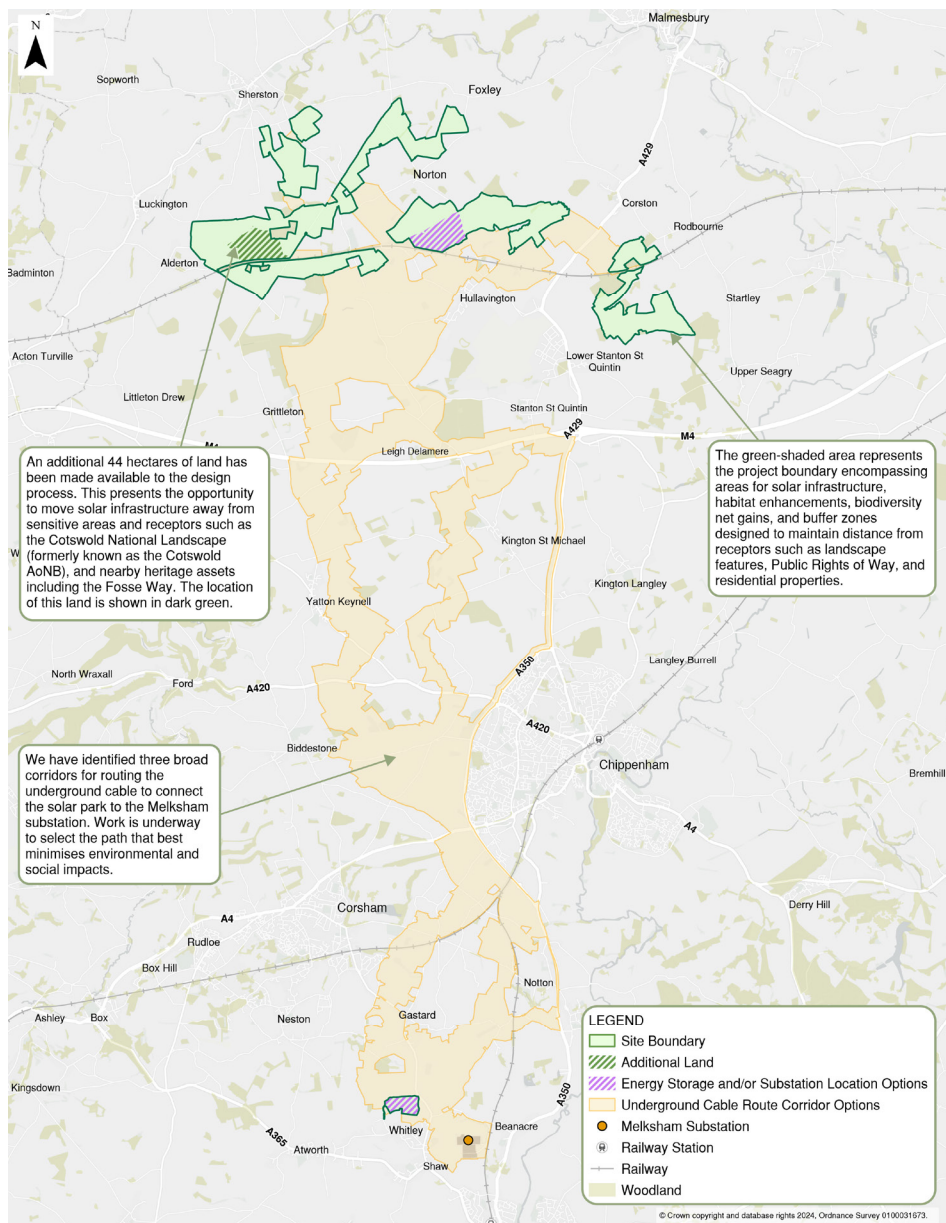 N
Malmesbury
Sopworth
Sherston
Foxley
A429
Norton
Luckington
Corston
Rodbourne
Alderton
Badminton
Hullavington
Startley
Acton Turville
Lower Stanton St
Quintin
Upper Seagry
Littleton Drew
Grittleton
Stanton St Quintin
A429
M4
M4
Leigh Delamere
An additional 44 hectares of land has
been made available to the design
process. This presents the opportunity
to move solar infrastructure away from
sensitive areas and receptors such as
the Cotswold National Landscape
(formerly known as the Cotswold
AoNB), and nearby heritage assets
including the Fosse Way. The location
of this land is shown in dark green.
The green-shaded area represents
the project boundary encompassing
areas for solar infrastructure,
habitat enhancements, biodiversity
net gains, and buffer zones
designed to maintain distance from
receptors such as landscape
features, Public Rights of Way, and
residential properties.
Kington St Michael
Kington Langley
Yatton Keynell
North Wraxall
Ford
A420
A350
Langley Burrell
A420
Biddestone
Chippenham
Bremhill
We have identified three broad
corridors for routing the
underground cable to connect
the solar park to the Melksham
substation. Work is underway
to select the path that best
minimises environmental and
social impacts.
A4
Corsham
Derry Hill
A4
Rudloe
Box Hill
Notton
Ashley
Box
Neston
Gastard
Kingsdown
A350
A365
Atworth
Whitley
Beanacre
Shaw
LEGEND
Site Boundary
Additional Land
Energy Storage and/or Substation Location Options
Underground Cable Route Corridor Options
Melksham Substation
Railway Station
Railway
Woodland
© Crown copyright and database rights 2024, Ordnance Survey 0100031673.